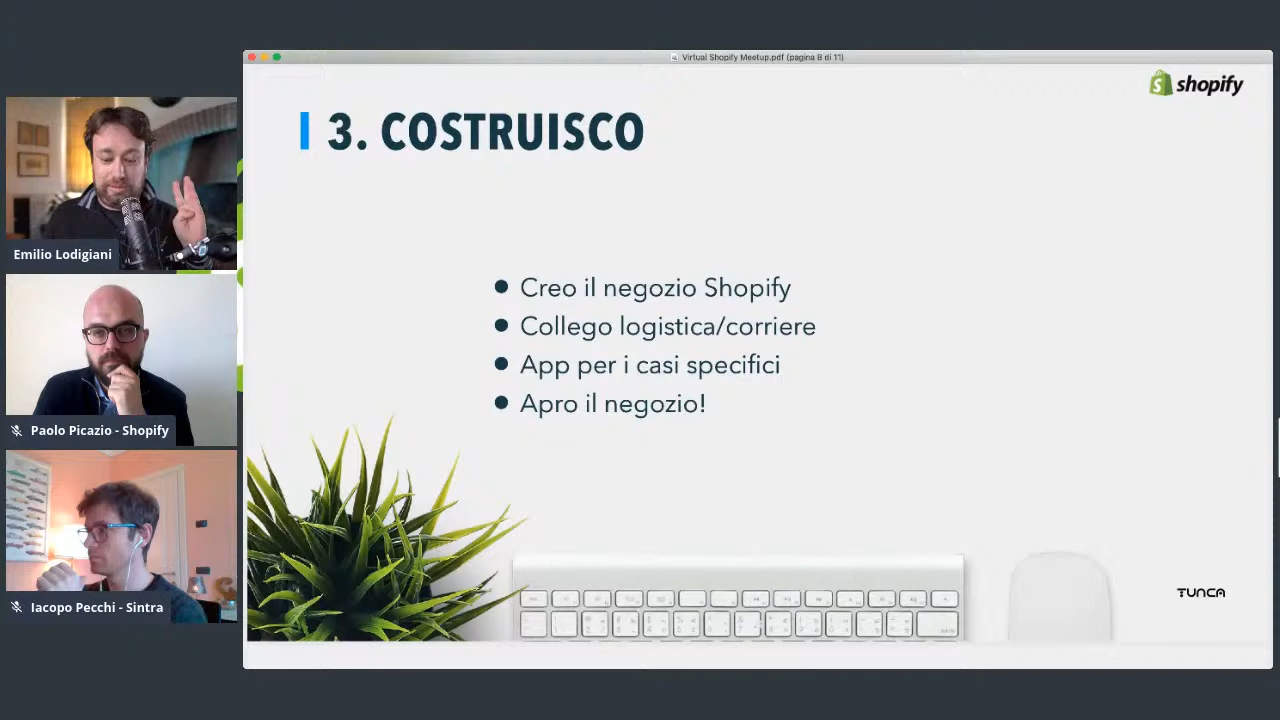 Virtual Shopify Meetup.pdf (pagina 8 di 11)
shopify
3. COSTRUISCO
Creo il negozio Shopify
Collego logistica/corriere
App per i casi specifici
Apro il negozio!
TUNCA
Emilio Lodigiani
Paolo Picazio - Shopify
Iacopo Pecchi - Sintra